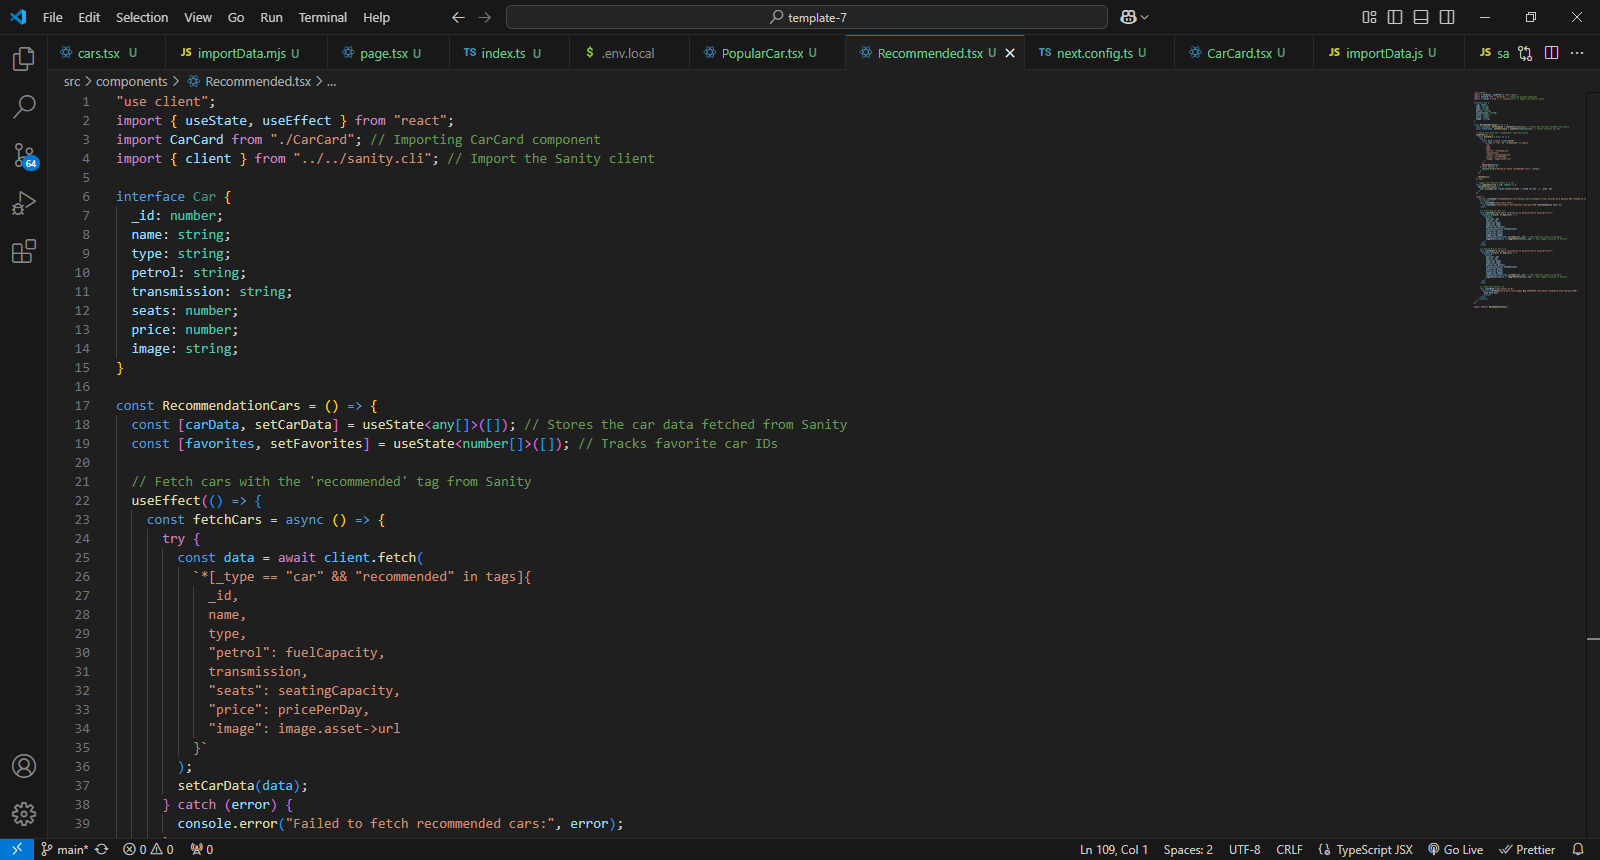 File Edit Selection View Go Run Terminal Help template-7
cars.tsx U JS importData.mjs U page.tsx U TS index.ts U $ .env.local PopularCar.tsx U Recommended.tsx U TS next.config.ts U CarCard.tsx U JS importData.js U JS sa
src > components > Recommended.tsx > ...
1 "use client";
2 import { useState, useEffect } from "react";
3 import CarCard from "./CarCard"; // Importing CarCard component
4 import { client } from "../../sanity.cli"; // Import the Sanity client
5
6 interface Car {
7 _id: number;
8 name: string;
9 type: string;
10 petrol: string;
11 transmission: string;
12 seats: number;
13 price: number;
14 image: string;
15 }
16
17 const RecommendationCars = () => {
18 const [carData, setCarData] = useState<any[]>([]); // Stores the car data fetched from Sanity
19 const [favorites, setFavorites] = useState<number[]>([]); // Tracks favorite car IDs
20
21 // Fetch cars with the 'recommended' tag from Sanity
22 useEffect(() => {
23 const fetchCars = async () => {
24 try {
25 const data = await client.fetch(
26 `*[_type == "car" && "recommended" in tags]{
27 _id,
28 name,
29 type,
30 "petrol": fuelCapacity,
31 transmission,
32 "seats": seatingCapacity,
33 "price": pricePerDay,
34 "image": image.asset->url
35 }`
36 );
37 setCarData(data);
38 } catch (error) {
39 console.error("Failed to fetch recommended cars:", error);
64
main* 0 0 0 Ln 109, Col 1 Spaces: 2 UTF-8 CRLF TypeScript JSX Go Live Prettier